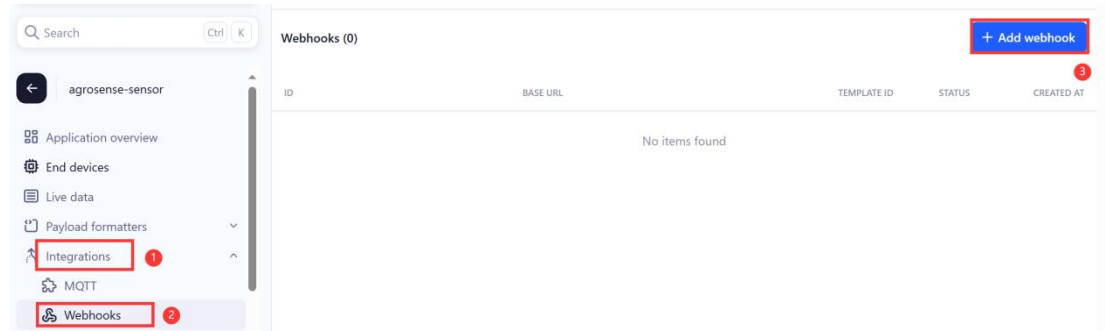 Search Ctrl K
agrosense-sensor
Application overview
End devices
Live data
Payload formatters
Integrations 1
MQTT
Webhooks 2
Webhooks (0)
+ Add webhook
3
ID BASE URL TEMPLATE ID STATUS CREATED AT
No items found